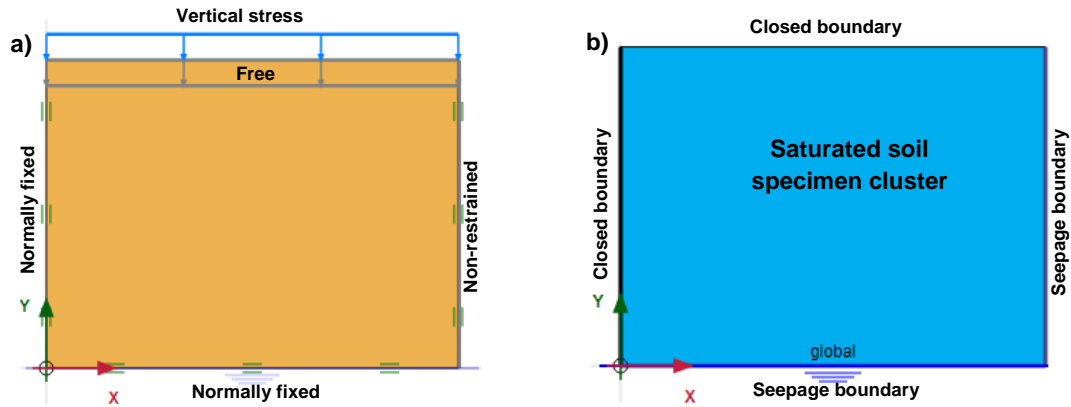 Vertical stress
a)
Free
Normally fixed
Non-restrained
Y
X
Normally fixed
b)
Closed boundary
Saturated soil
specimen cluster
Closed boundary
Seepage boundary
Y
global
X
Seepage boundary